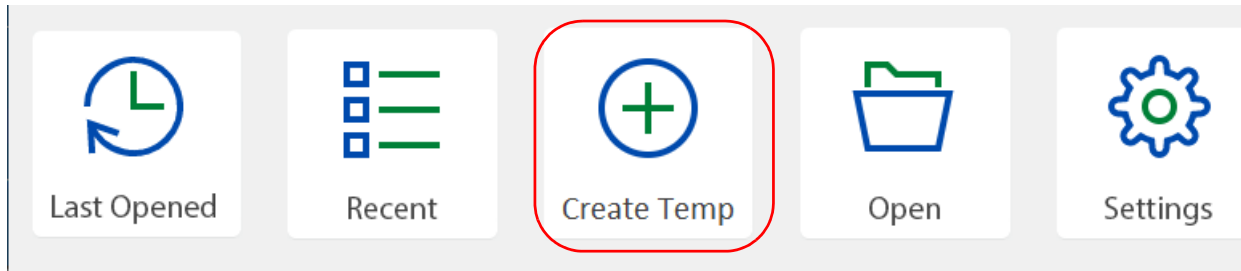 Last Opened
Recent
Create Temp
Open
Settings